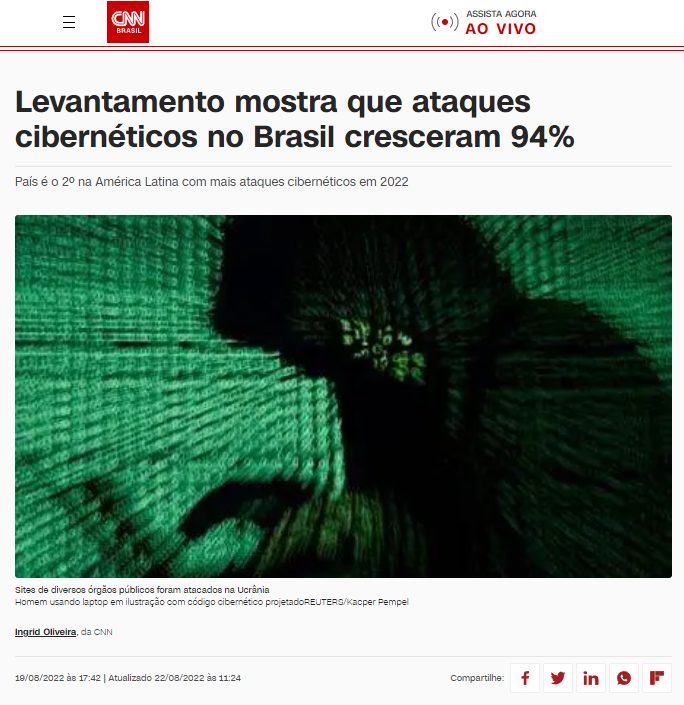 CNN
BRASIL
ASSISTA AGORA
AO VIVO
Levantamento mostra que ataques
cibernéticos no Brasil cresceram 94%
País é o 2º na América Latina com mais ataques cibernéticos em 2022
Sites de diversos órgãos públicos foram atacados na Ucrânia
Homem usando laptop em ilustração com código cibernético projetadoREUTERS/Kacper Pempel
Ingrid Oliveira, da CNN
19/08/2022 às 17:42 | Atualizado 22/08/2022 às 11:24
Compartilhe: